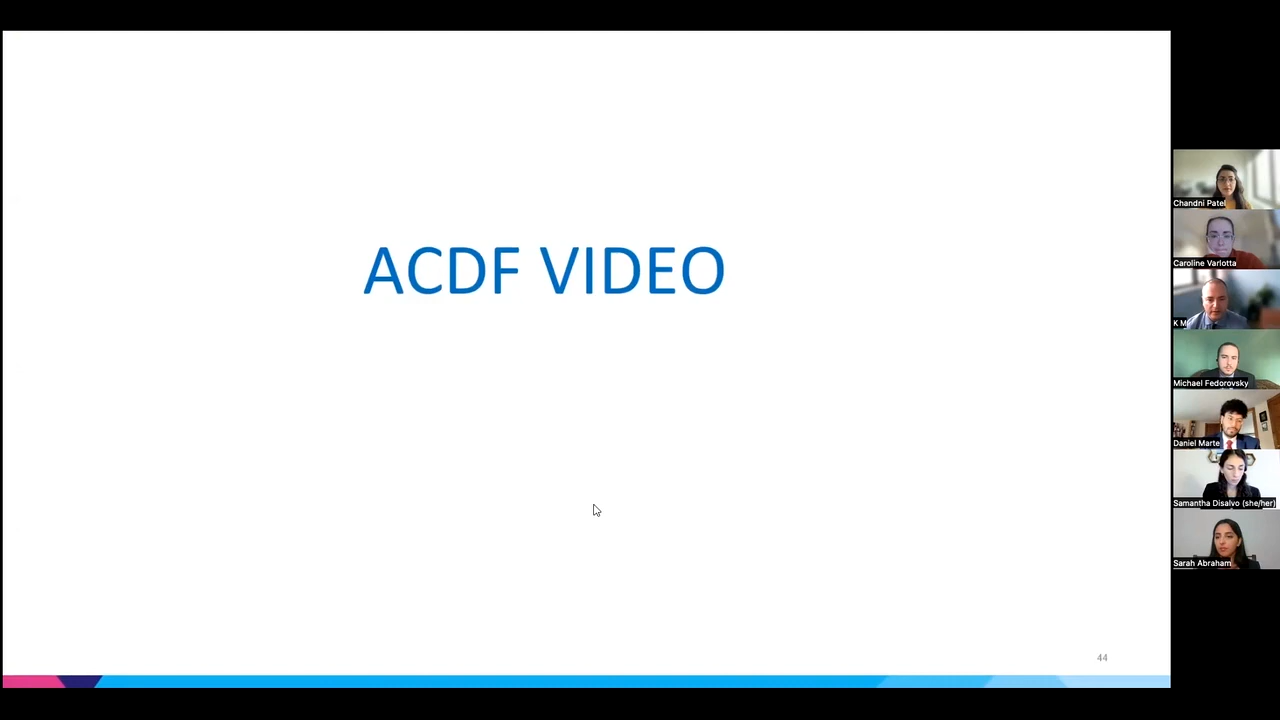 ACDF VIDEO
44
Chandni Patel
Caroline Varlotta
K M
Michael Fedorovsky
Daniel Marte
Samantha Disalvo (she/her)
Sarah Abraham